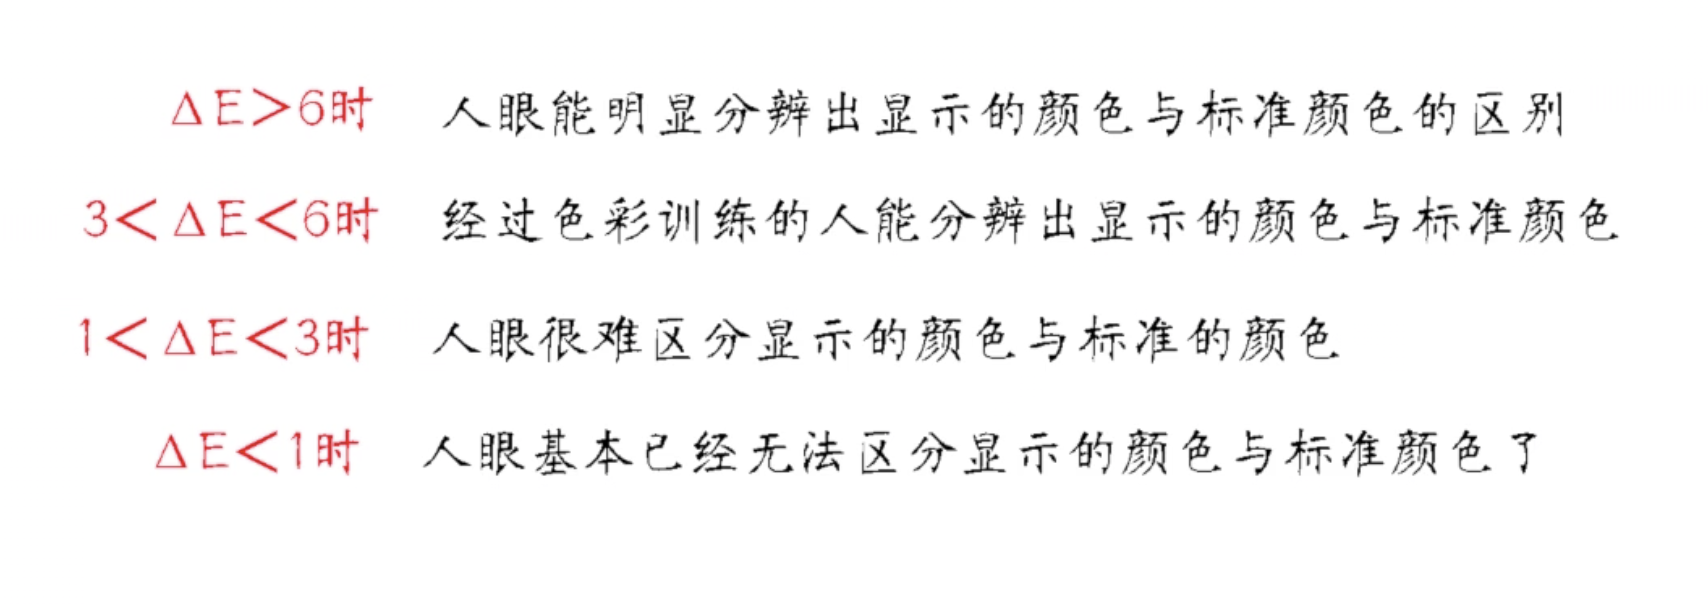 ΔE>6时 人眼能明显分辨出显示的颜色与标准颜色的区别
3<ΔE<6时 经过色彩训练的人能分辨出显示的颜色与标准颜色
1<ΔE<3时 人眼很难区分显示的颜色与标准的颜色
ΔE<1时 人眼基本已经无法区分显示的颜色与标准颜色了